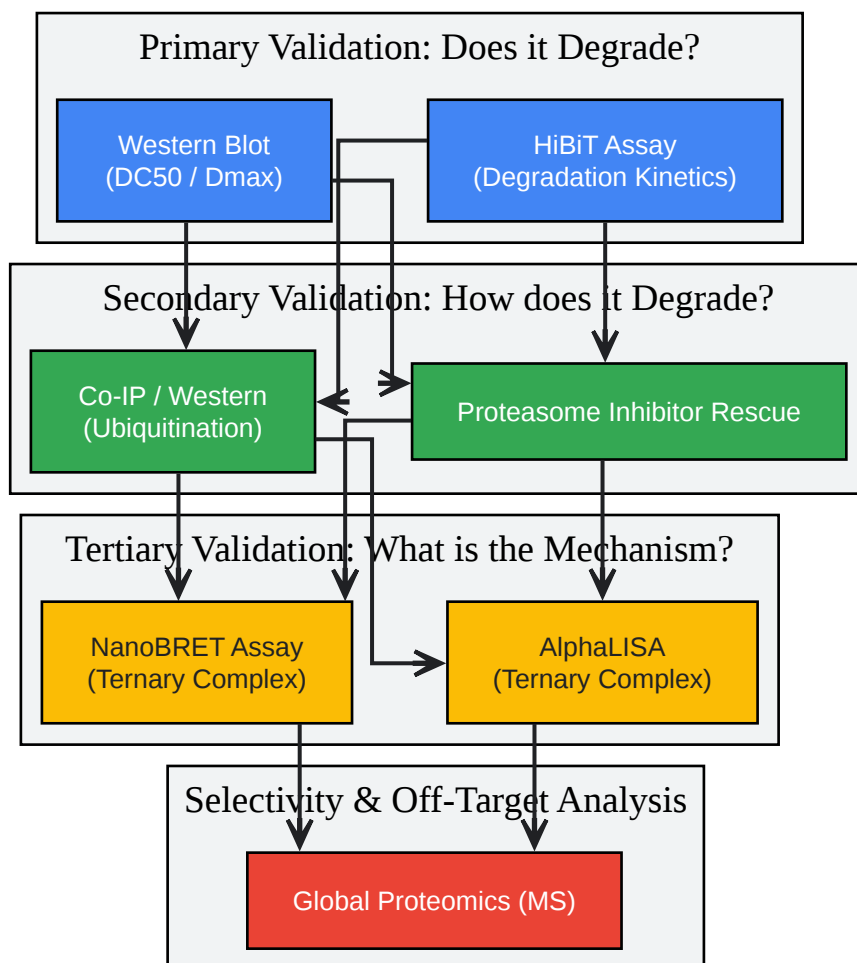 Primary Validation: Does it Degrade?
Western Blot
(DC50 / Dmax)
HiBiT Assay
(Degradation Kinetics)
Secondary Validation: How does it Degrade?
Co-IP / Western
(Ubiquitination)
Proteasome Inhibitor Rescue
Tertiary Validation: What is the Mechanism?
NanoBRET Assay
(Ternary Complex)
AlphaLISA
(Ternary Complex)
Selectivity & Off-Target Analysis
Global Proteomics (MS)